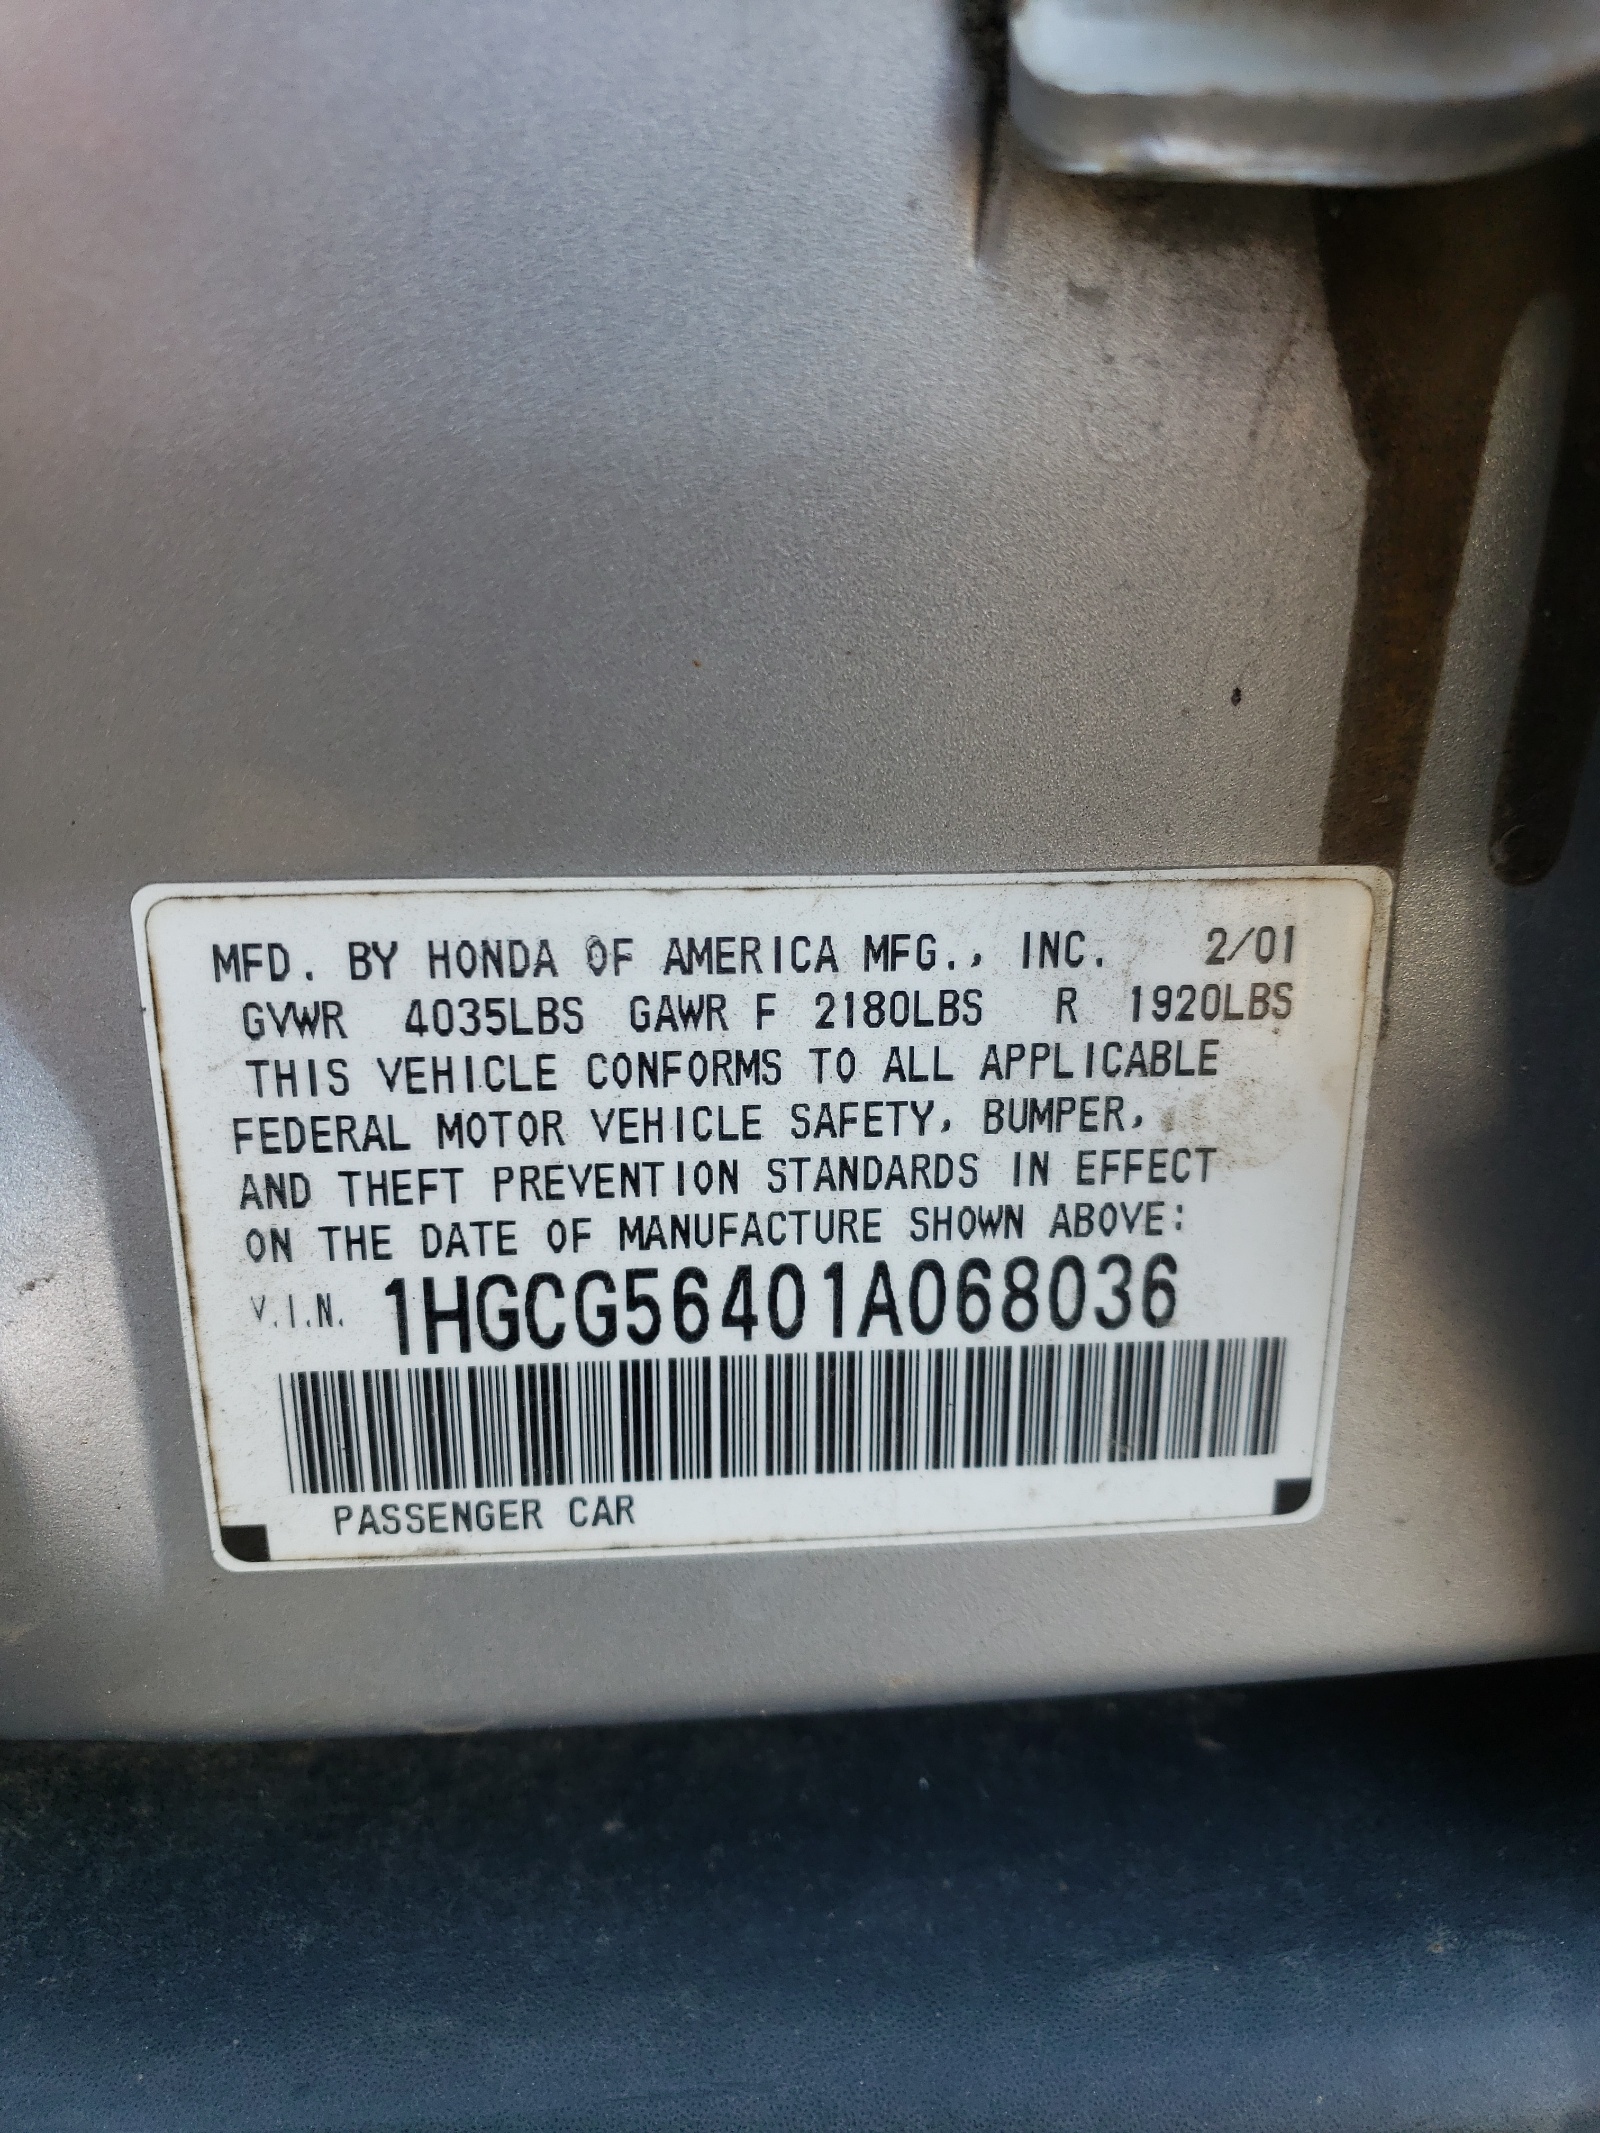 MFD. BY HONDA OF AMERICA MFG., INC. 2/01
GVWR 4035LBS GAWR F 2180LBS R 1920LBS
THIS VEHICLE CONFORMS TO ALL APPLICABLE
FEDERAL MOTOR VEHICLE SAFETY, BUMPER,
AND THEFT PREVENTION STANDARDS IN EFFECT
ON THE DATE OF MANUFACTURE SHOWN ABOVE:
V.I.N. 1HGCG56401A068036
PASSENGER CAR